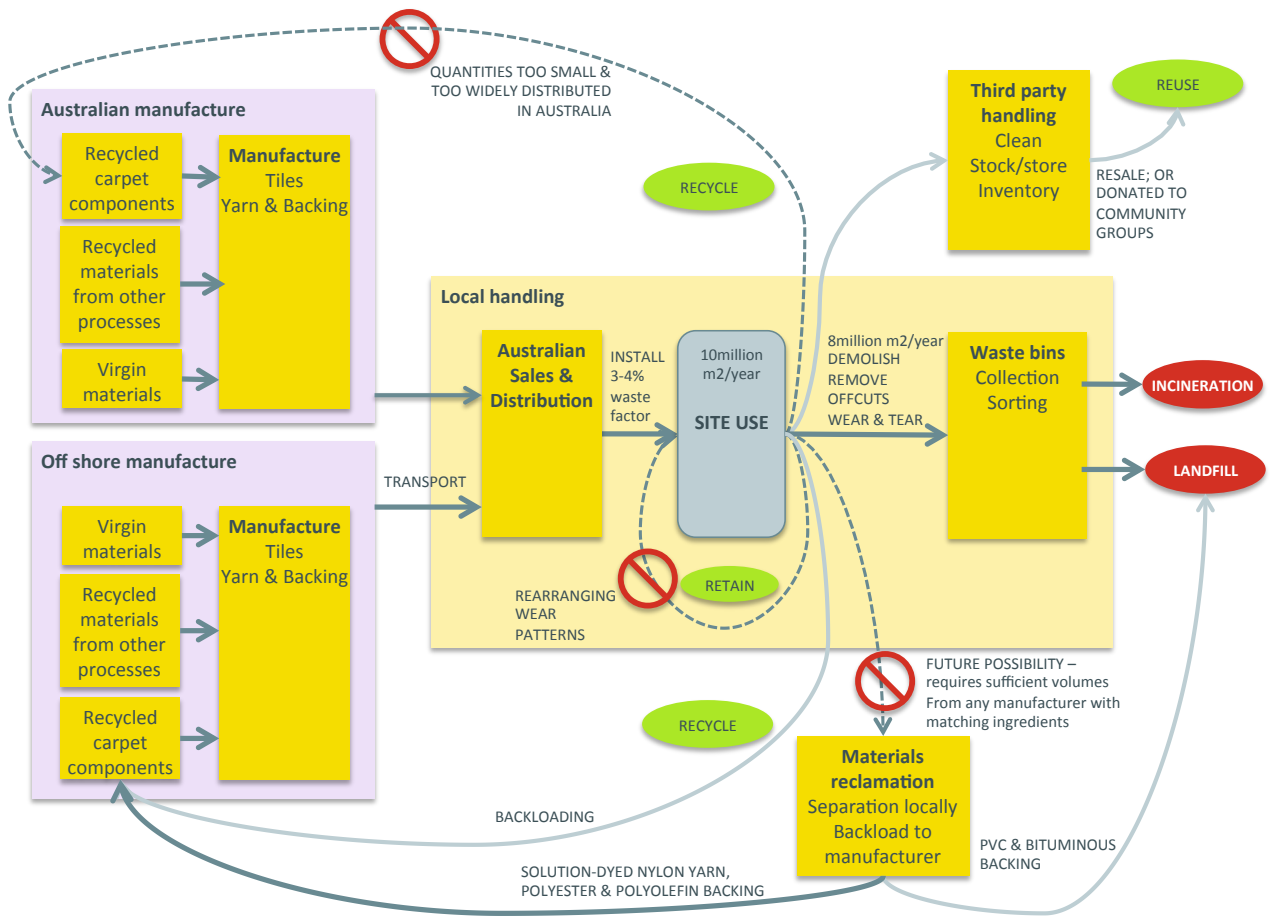 QUANTITIES TOO SMALL &
TOO WIDELY DISTRIBUTED
IN AUSTRALIA
Australian manufacture
Recycled
carpet
components
Recycled
materials
from other
processes
Virgin
materials
Manufacture
Tiles
Yarn & Backing
RECYCLE
Third party
handling
Clean
Stock/store
Inventory
REUSE
RESALE; OR
DONATED TO
COMMUNITY
GROUPS
Local handling
Australian
Sales &
Distribution
INSTALL
3-4%
waste
factor
10million
m2/year
SITE USE
8million m2/year
DEMOLISH
REMOVE
OFFCUTS
WEAR & TEAR
Waste bins
Collection
Sorting
INCINERATION
LANDFILL
Off shore manufacture
TRANSPORT
Virgin
materials
Recycled
materials
from other
processes
Recycled
carpet
components
Manufacture
Tiles
Yarn & Backing
REARRANGING
WEAR
PATTERNS
RETAIN
RECYCLE
FUTURE POSSIBILITY –
requires sufficient volumes
From any manufacturer with
matching ingredients
Materials
reclamation
Separation locally
Backload to
manufacturer
BACKLOADING
PVC & BITUMINOUS
BACKING
SOLUTION-DYED NYLON YARN,
POLYESTER & POLYOLEFIN BACKING